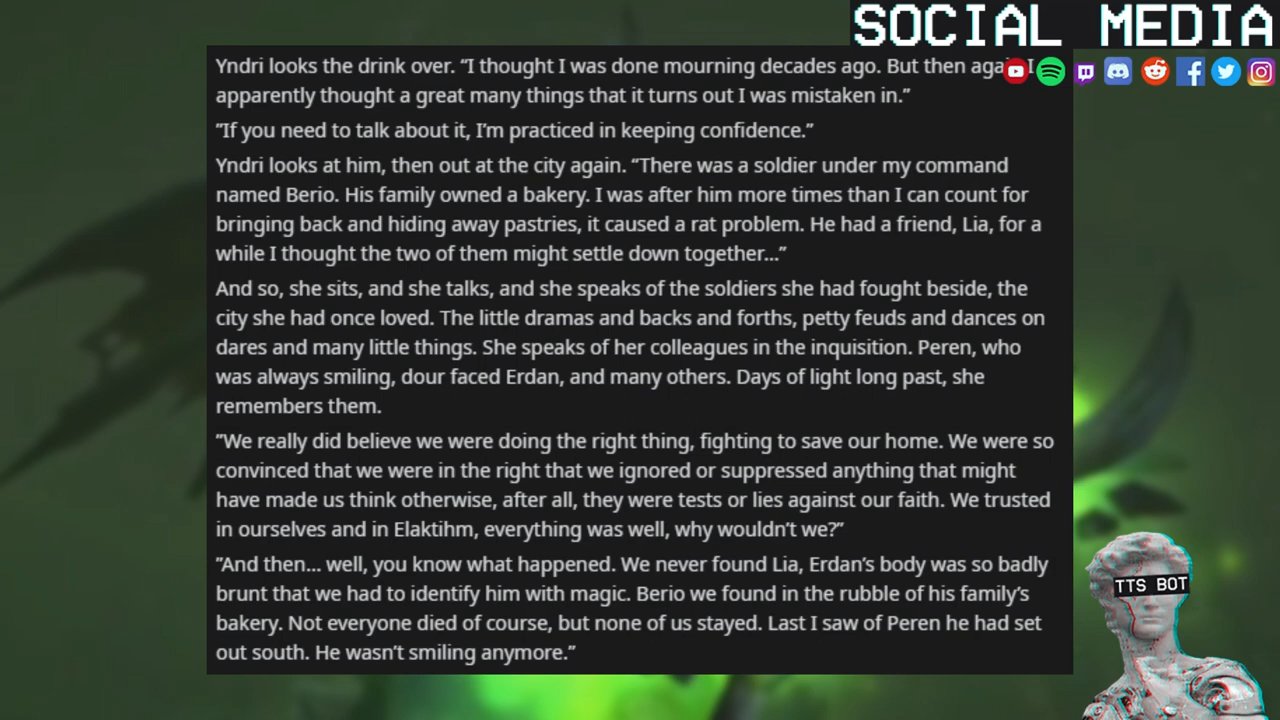 SOCIAL MEDIA
Yndri looks the drink over. “I thought I was done mourning decades ago. But then again I
apparently thought a great many things that it turns out I was mistaken in.”
”If you need to talk about it, I’m practiced in keeping confidence.”
Yndri looks at him, then out at the city again. “There was a soldier under my command
named Berio. His family owned a bakery. I was after him more times than I can count for
bringing back and hiding away pastries, it caused a rat problem. He had a friend, Lia, for a
while I thought the two of them might settle down together...”
And so, she sits, and she talks, and she speaks of the soldiers she had fought beside, the
city she had once loved. The little dramas and backs and forths, petty feuds and dances on
dares and many little things. She speaks of her colleagues in the inquisition. Peren, who
was always smiling, dour faced Erdan, and many others. Days of light long past, she
remembers them.
”We really did believe we were doing the right thing, fighting to save our home. We were so
convinced that we were in the right that we ignored or suppressed anything that might
have made us think otherwise, after all, they were tests or lies against our faith. We trusted
in ourselves and in Elaktihm, everything was well, why wouldn’t we?”
”And then... well, you know what happened. We never found Lia, Erdan’s body was so badly
brunt that we had to identify him with magic. Berio we found in the rubble of his family’s
bakery. Not everyone died of course, but none of us stayed. Last I saw of Peren he had set
out south. He wasn’t smiling anymore.”
TTS BOT